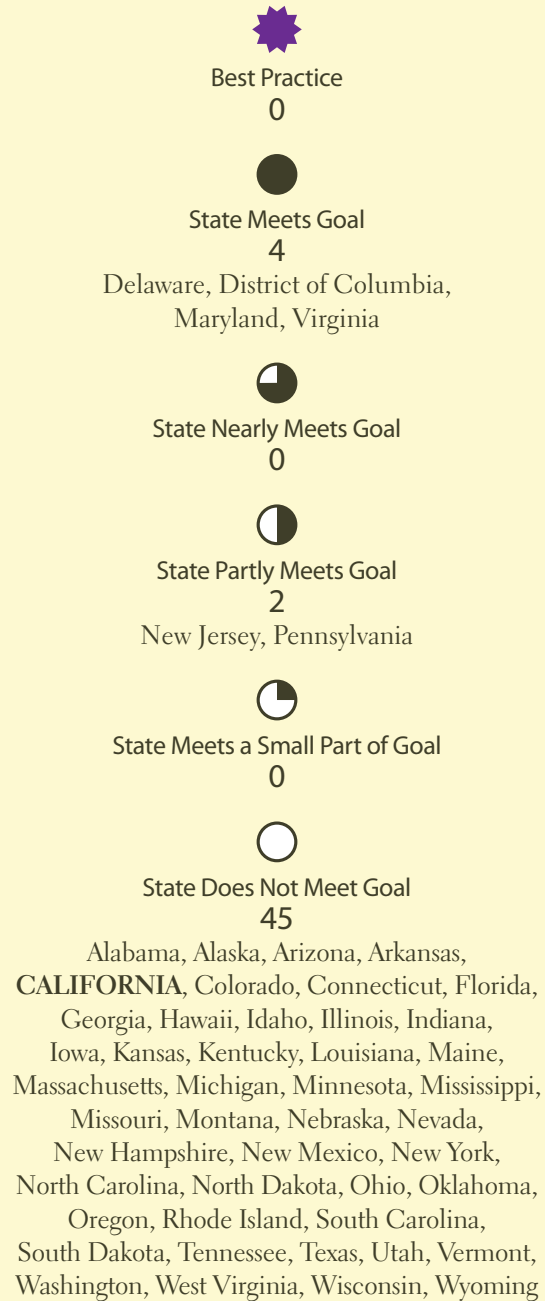 Best Practice
0
State Meets Goal
4
Delaware, District of Columbia,
Maryland, Virginia
State Nearly Meets Goal
0
State Partly Meets Goal
2
New Jersey, Pennsylvania
State Meets a Small Part of Goal
0
State Does Not Meet Goal
45
Alabama, Alaska, Arizona, Arkansas,
CALIFORNIA, Colorado, Connecticut, Florida,
Georgia, Hawaii, Idaho, Illinois, Indiana,
Iowa, Kansas, Kentucky, Louisiana, Maine,
Massachusetts, Michigan, Minnesota, Mississippi,
Missouri, Montana, Nebraska, Nevada,
New Hampshire, New Mexico, New York,
North Carolina, North Dakota, Ohio, Oklahoma,
Oregon, Rhode Island, South Carolina,
South Dakota, Tennessee, Texas, Utah, Vermont,
Washington, West Virginia, Wisconsin, Wyoming